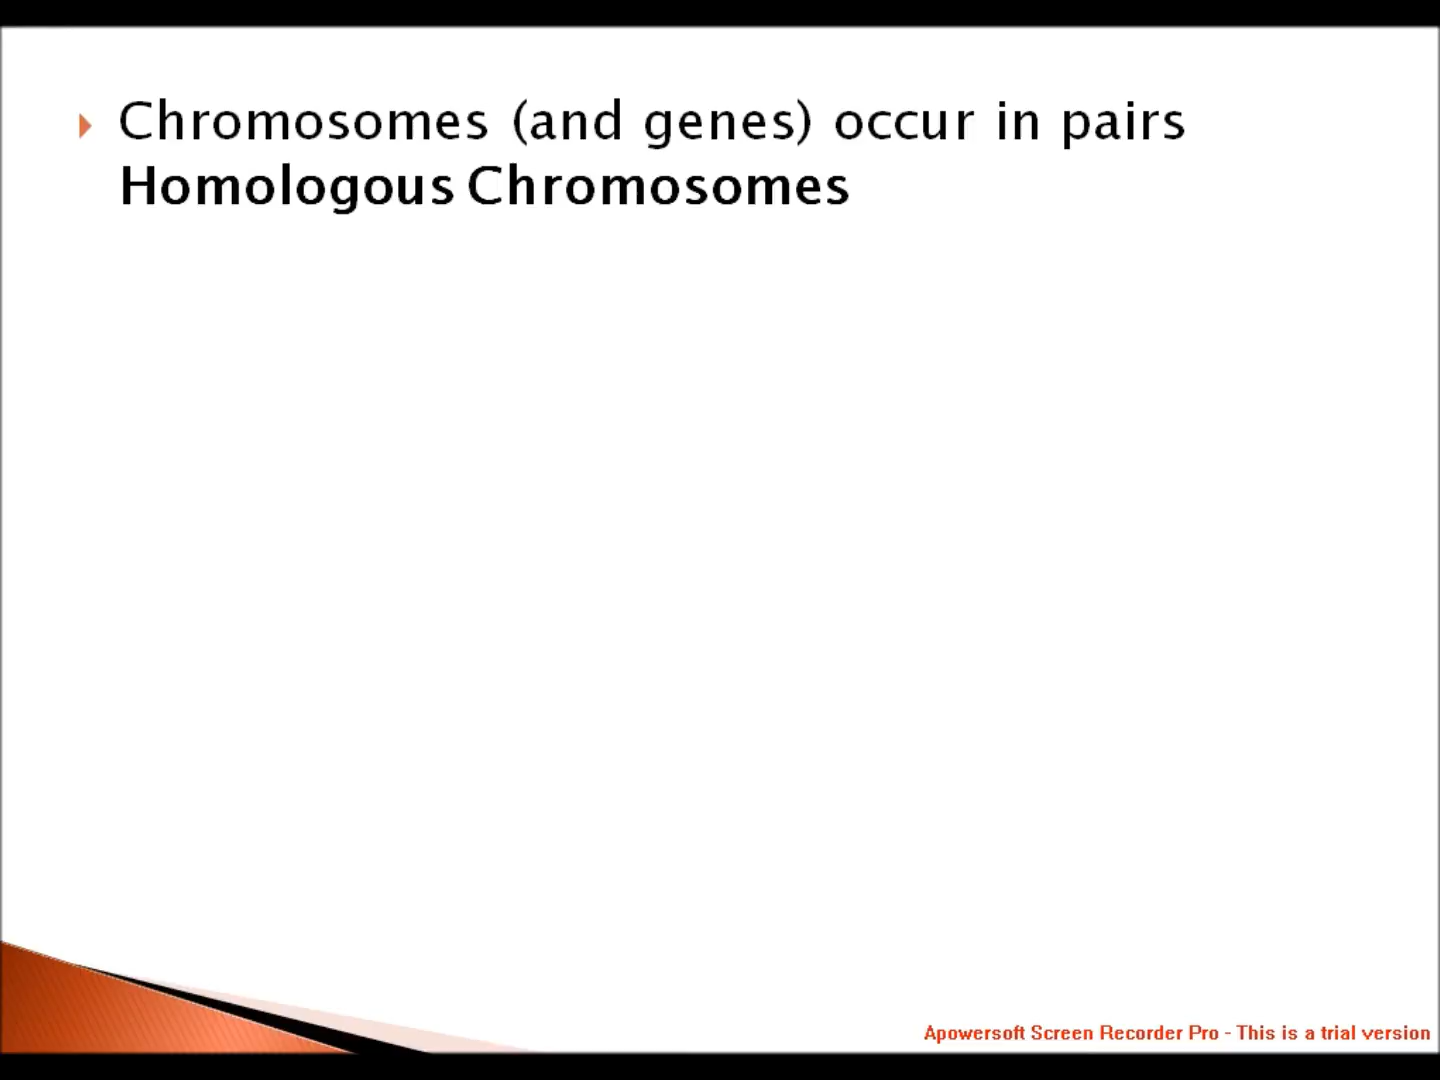 Chromosomes (and genes) occur in pairs
Homologous Chromosomes
Apowersoft Screen Recorder Pro - This is a trial version